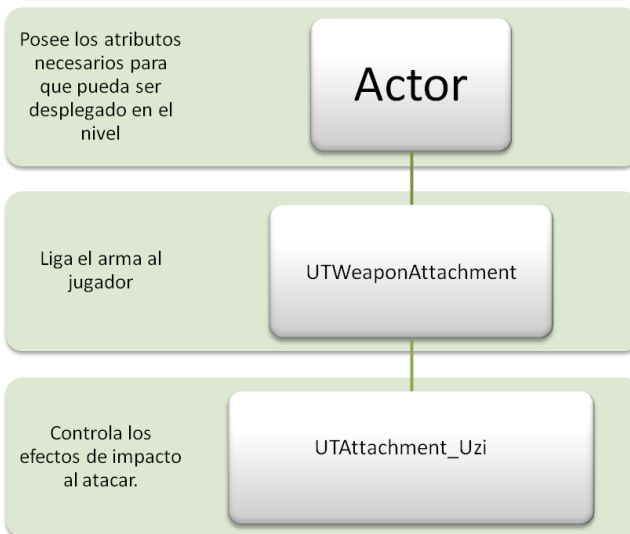 Posee los atributos
necesarios para
que pueda ser
desplegado en el
nivel
Actor
Liga el arma al
jugador
UTWeaponAttachment
Controla los
efectos de impacto
al atacar.
UTAttachment_Uzi